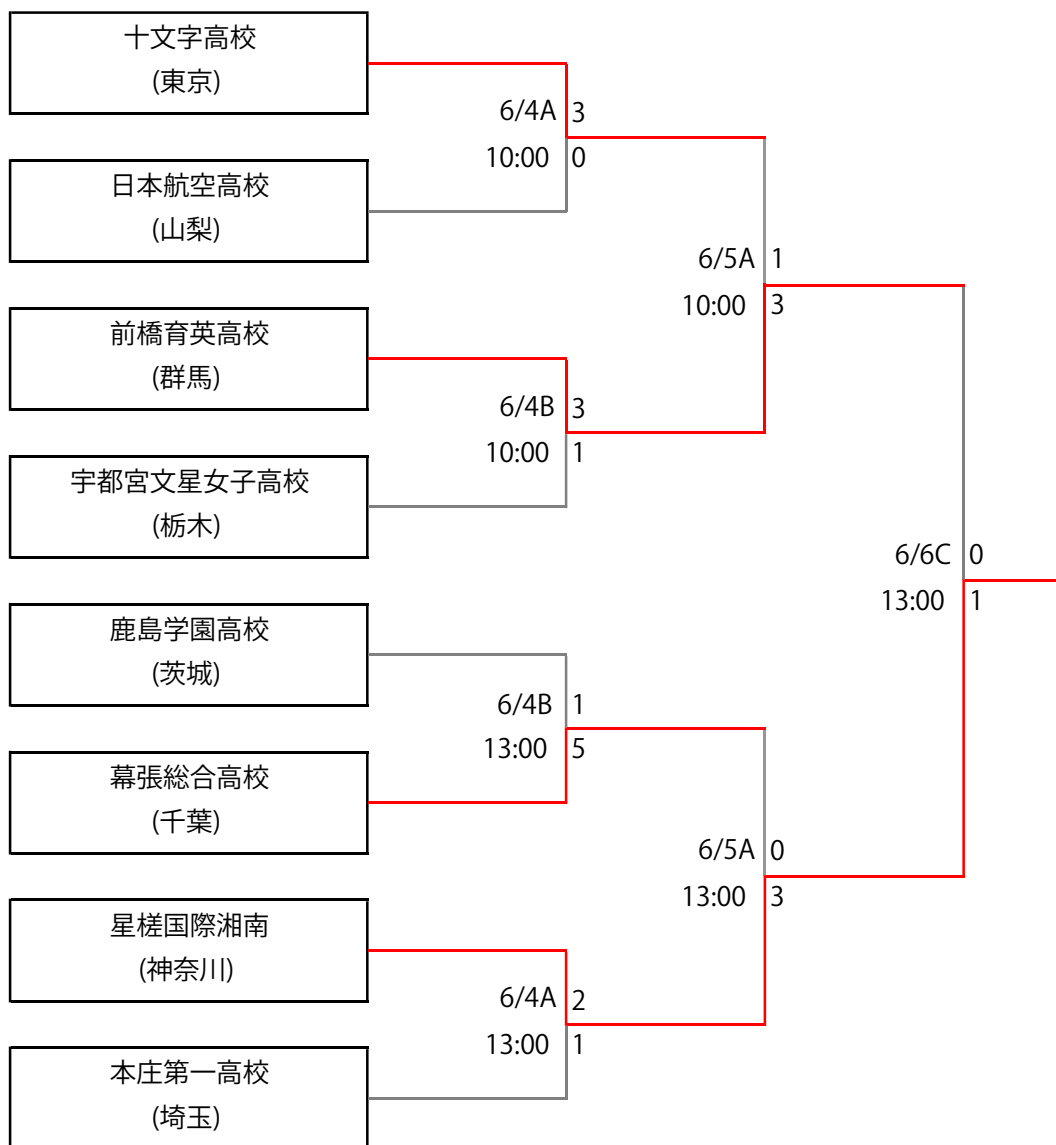 十文字高校
(東京)
6/4A 3
10:00 0
日本航空高校
(山梨)
6/5A 1
10:00 3
前橋育英高校
(群馬)
6/4B 3
10:00 1
宇都宮文星女子高校
(栃木)
6/6C 0
13:00 1
鹿島学園高校
(茨城)
6/4B 1
13:00 5
幕張総合高校
(千葉)
6/5A 0
13:00 3
星槎国際湘南
(神奈川)
6/4A 2
13:00 1
本庄第一高校
(埼玉)